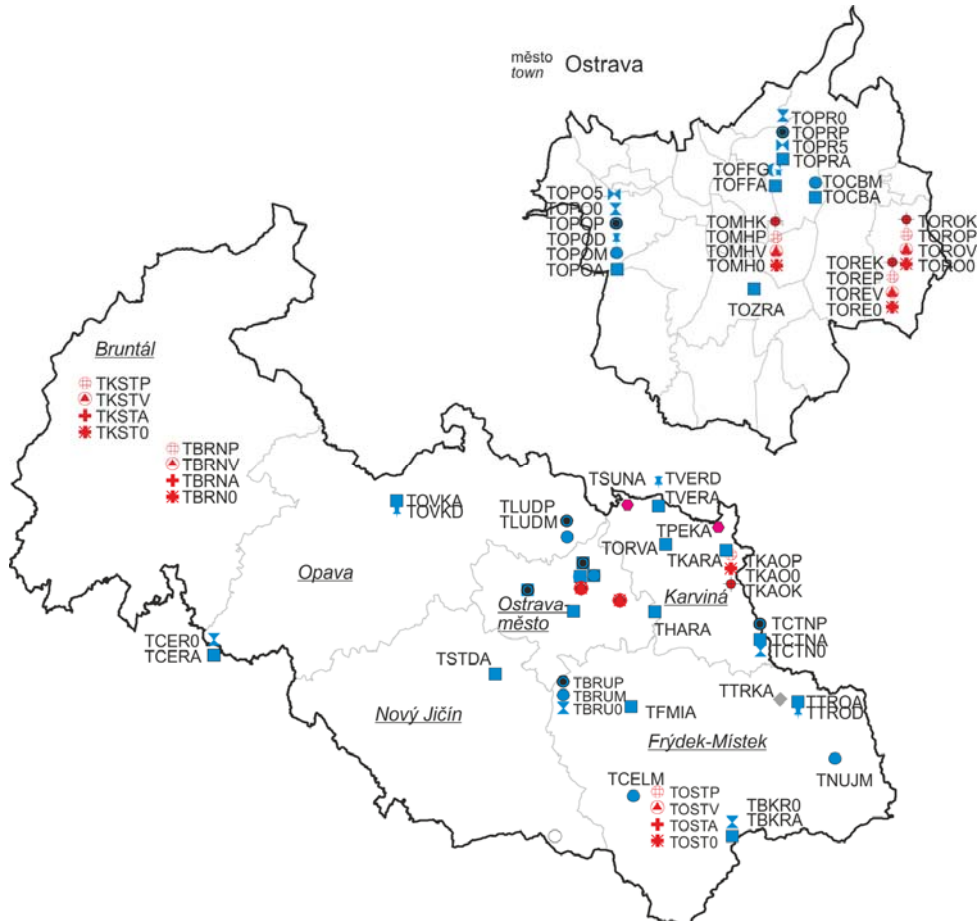 město
town Ostrava
TOPR0
TOPRP
TOPR5
TOPRA
TOFFG
TOFFA
TOCBM
TOCBA
TOPO5
TOPO0
TOPOP
TOPOD
TOPOM
TOPOA
TOMHK
TOMHP
TOMHV
TOMH0
TOROK
TOROP
TOROV
TORO0
TOREK
TOREP
TOREV
TORE0
TOZRA
Bruntál
TKSTP
TKSTV
TKSTA
TKST0
TBRNP
TBRNV
TBRNA
TBRN0
TSUNA
TVERD
TVERA
TOVKA
TOVKD
TLUDP
TLUDM
TPEKA
TORVA
TKARA
TKAOP
TKAO0
TKAOK
Opava
Ostrava-
město
Karviná
THARA
TCTNP
TCTNA
TCTN0
TCER0
TCERA
TSTDA
TBRUP
TBRUM
TBRU0
TFMIA
TTRKA
TTROA
TTROD
Nový Jičín
Frýdek-Místek
TNUJM
TCELM
TOSTP
TOSTV
TOSTA
TOST0
TBKR0
TBKRA